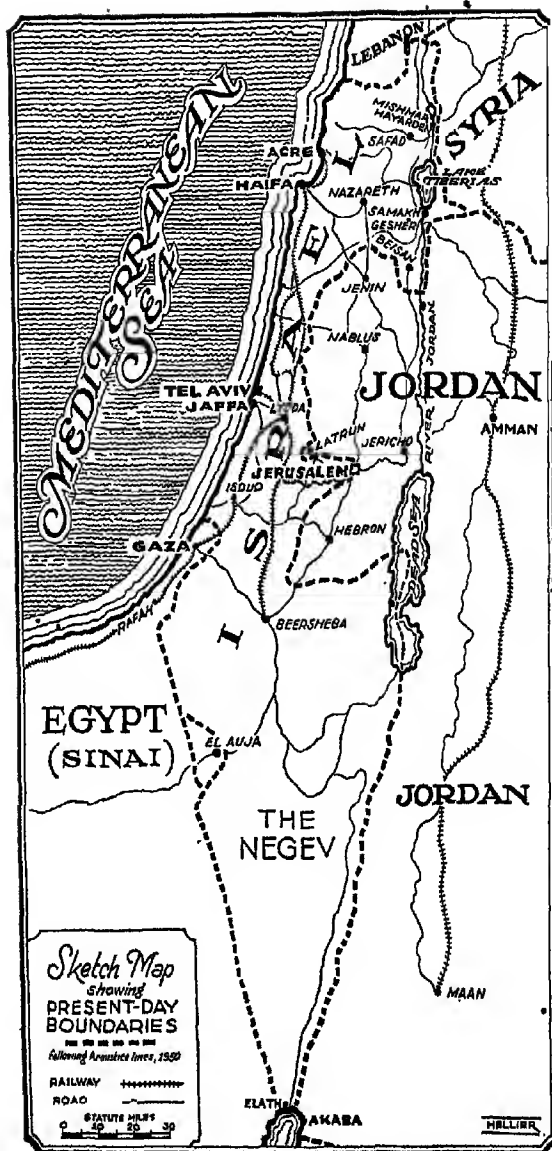 LEBANON
SYRIA
MISHMAR
HAYARDEN
SAFAD
ACRE
HAIFA
LAKE
TIBERIAS
NAZARETH
SAMAKH
GESHER
BEISAN
JENIN
NABLUS
MEDITERRANEAN
SEA
ISRAEL
RIVER JORDAN
JORDAN
TEL AVIV
JAFFA
LYDDA
AMMAN
LATRUN
JERICHO
JERUSALEM
ISDUD
HEBRON
DEAD SEA
GAZA
RAFAH
BEERSHEBA
EGYPT
(SINAI)
EL AUJA
JORDAN
THE
NEGEV
MAAN
Sketch Map
showing
PRESENT-DAY
BOUNDARIES
following Armistice lines, 1950
RAILWAY
ROAD
STATUTE MILES
0 10 20 30
ELATH
AKABA
HELLIER